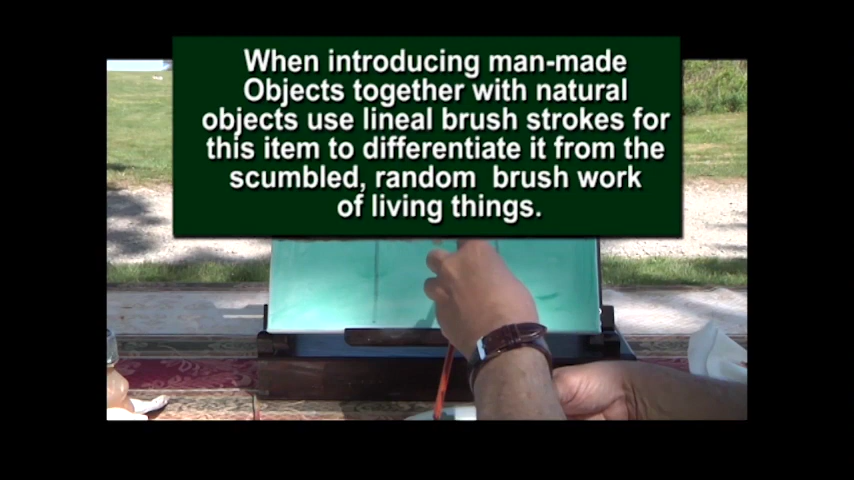 When introducing man-made
Objects together with natural
objects use lineal brush strokes for
this item to differentiate it from the
scumbled, random brush work
of living things.